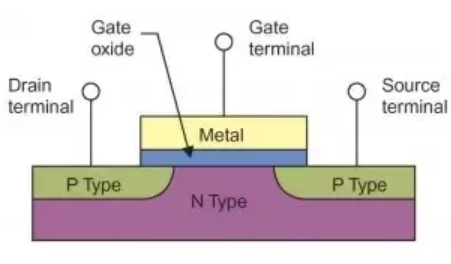 Gate
oxide
Gate
terminal
Drain
terminal
Source
terminal
Metal
P Type
N Type
P Type